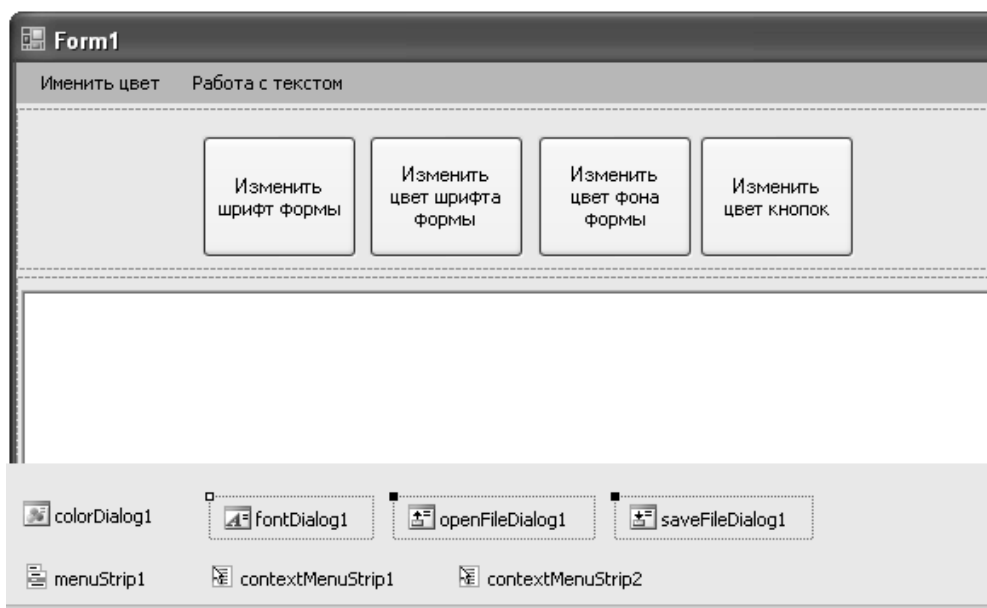 Form1
Именить цвет Работа с текстом
Изменить
шрифт формы
Изменить
цвет шрифта
формы
Изменить
цвет фона
формы
Изменить
цвет кнопок
colorDialog1 fontDialog1 openFileDialog1 saveFileDialog1
menuStrip1 contextMenuStrip1 contextMenuStrip2